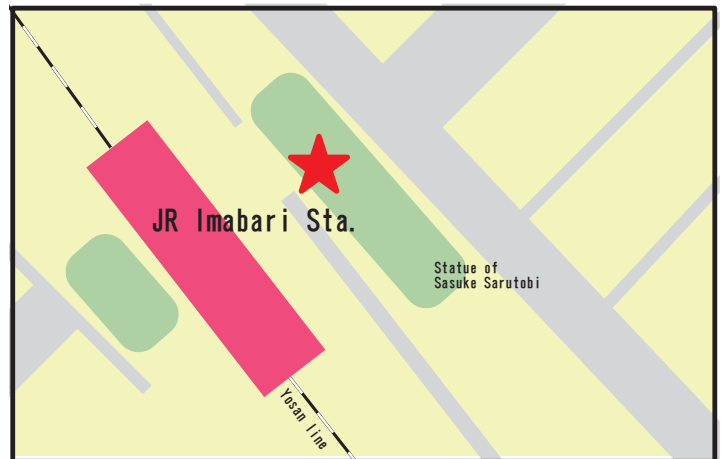 JR Imabari Sta.
Statue of
Sasuke Sarutobi
Yosan line